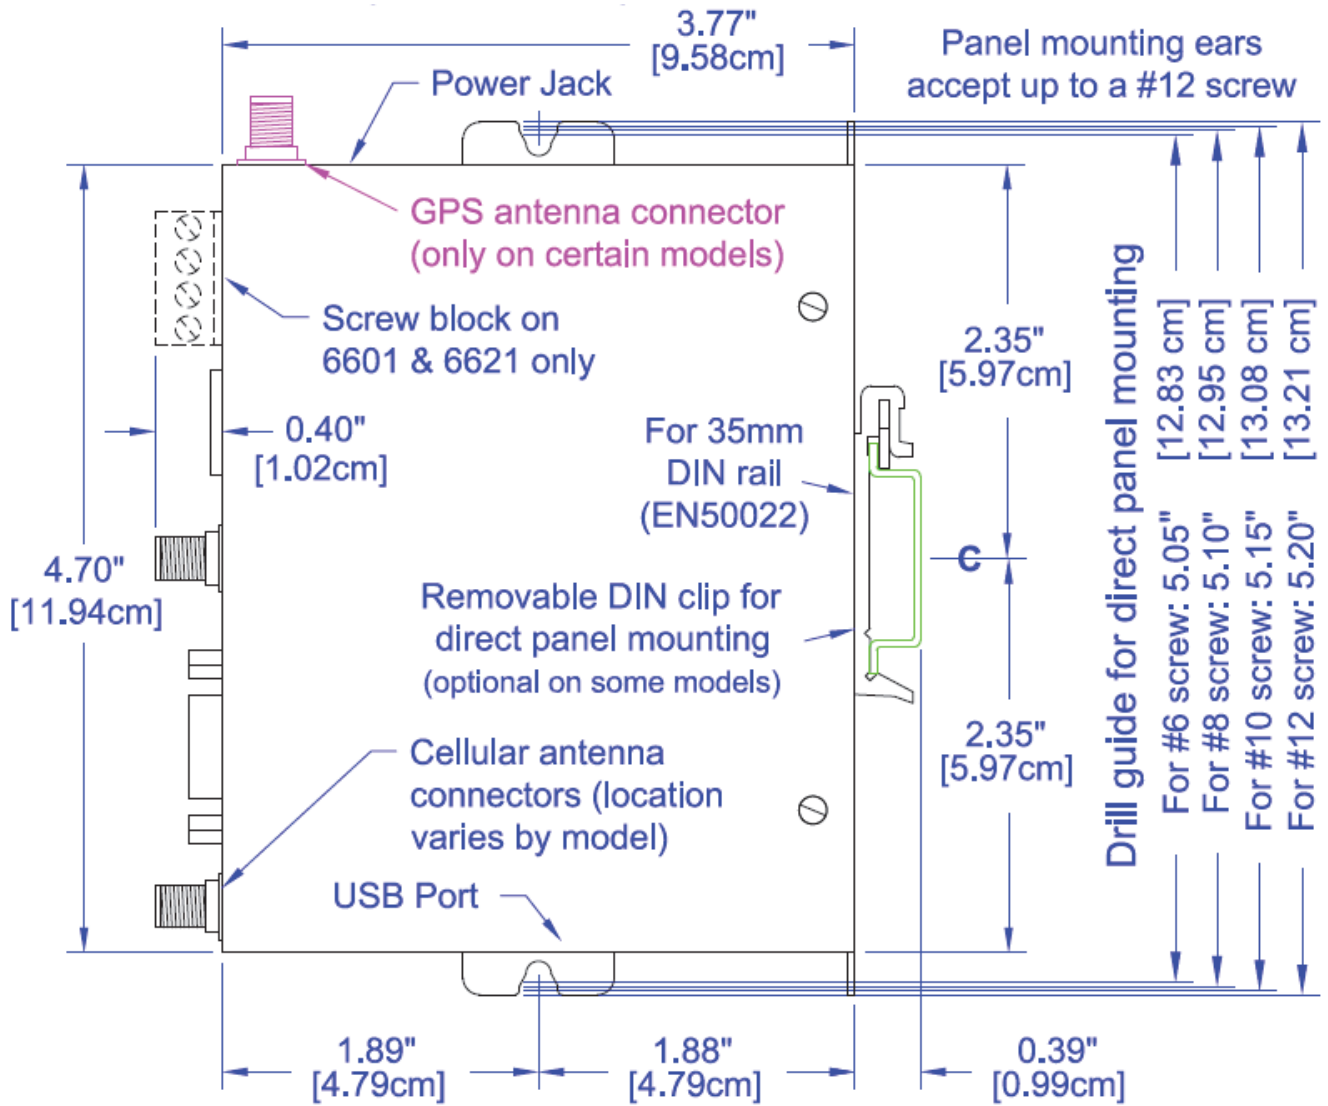 3.77"
[9.58cm]
Panel mounting ears
accept up to a #12 screw
Power Jack
GPS antenna connector
(only on certain models)
Screw block on
6601 & 6621 only
0.40"
[1.02cm]
4.70"
[11.94cm]
For 35mm
DIN rail
(EN50022)
Removable DIN clip for
direct panel mounting
(optional on some models)
Cellular antenna
connectors (location
varies by model)
USB Port
2.35"
[5.97cm]
C
2.35"
[5.97cm]
Drill guide for direct panel mounting
For #6 screw: 5.05" [12.83 cm]
For #8 screw: 5.10" [12.95 cm]
For #10 screw: 5.15" [13.08 cm]
For #12 screw: 5.20" [13.21 cm]
1.89"
[4.79cm]
1.88"
[4.79cm]
0.39"
[0.99cm]